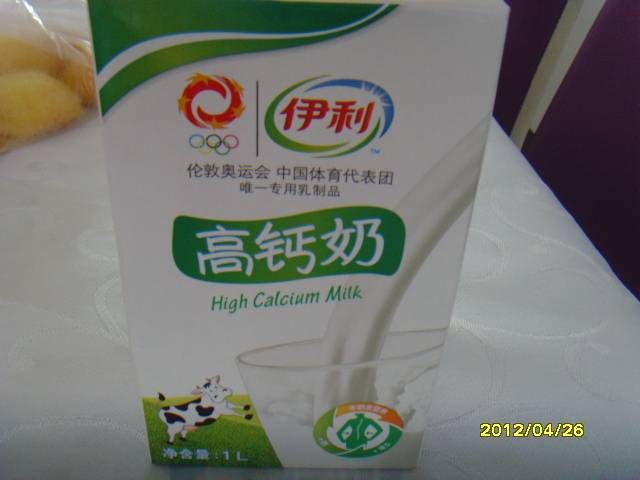 伊利
TM
伦敦奥运会 中国体育代表团
唯一专用乳制品
高钙奶
High Calcium Milk
净含量:1L
2012/04/26